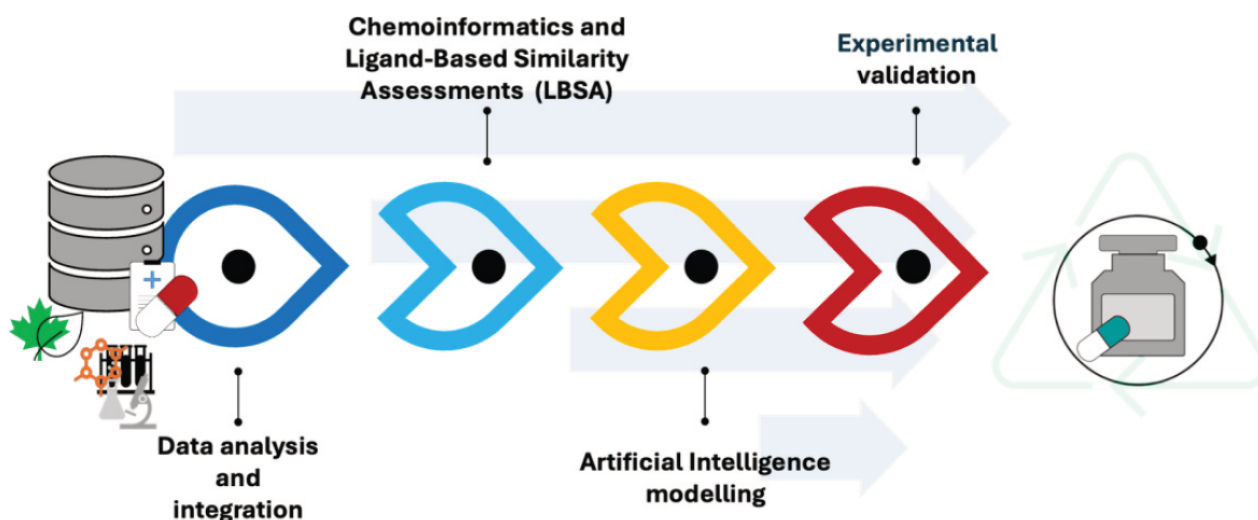 Chemoinformatics and
Ligand-Based Similarity
Assessments (LBSA)
Experimental
validation
Data analysis
and
integration
Artificial Intelligence
modelling